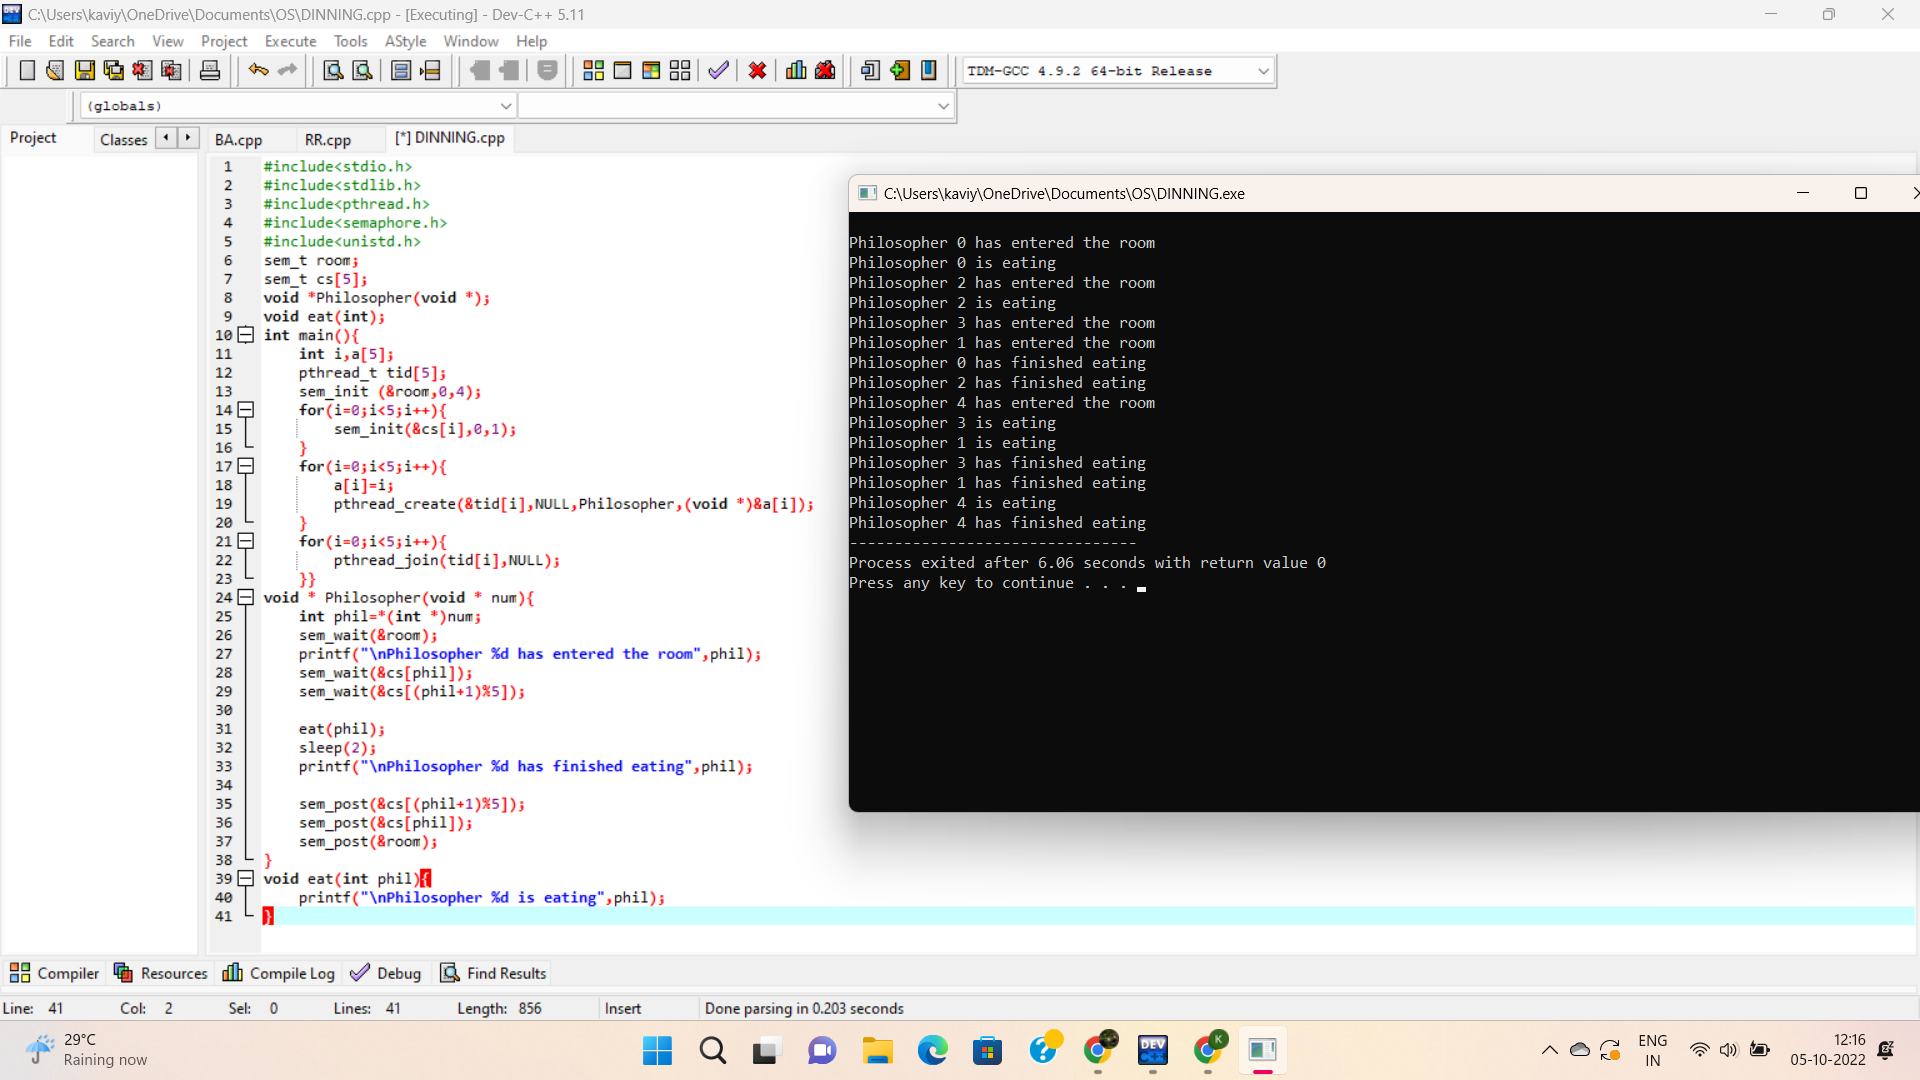 C:\Users\kaviy\OneDrive\Documents\OS\DINNING.cpp - [Executing] - Dev-C++ 5.11
File Edit Search View Project Execute Tools AStyle Window Help
TDM-GCC 4.9.2 64-bit Release
(globals)
Project Classes BA.cpp RR.cpp [*] DINNING.cpp
1 #include<stdio.h>
2 #include<stdlib.h>
3 #include<pthread.h>
4 #include<semaphore.h>
5 #include<unistd.h>
6 sem_t room;
7 sem_t cs[5];
8 void *Philosopher(void *);
9 void eat(int);
10 int main(){
11 int i,a[5];
12 pthread_t tid[5];
13 sem_init (&room,0,4);
14 for(i=0;i<5;i++){
15 sem_init(&cs[i],0,1);
16 }
17 for(i=0;i<5;i++){
18 a[i]=i;
19 pthread_create(&tid[i],NULL,Philosopher,(void *)&a[i]);
20 }
21 for(i=0;i<5;i++){
22 pthread_join(tid[i],NULL);
23 }}
24 void * Philosopher(void * num){
25 int phil=*(int *)num;
26 sem_wait(&room);
27 printf("\nPhilosopher %d has entered the room",phil);
28 sem_wait(&cs[phil]);
29 sem_wait(&cs[(phil+1)%5]);
30
31 eat(phil);
32 sleep(2);
33 printf("\nPhilosopher %d has finished eating",phil);
34
35 sem_post(&cs[(phil+1)%5]);
36 sem_post(&cs[phil]);
37 sem_post(&room);
38 }
39 void eat(int phil){
40 printf("\nPhilosopher %d is eating",phil);
41 }
C:\Users\kaviy\OneDrive\Documents\OS\DINNING.exe
Philosopher 0 has entered the room
Philosopher 0 is eating
Philosopher 2 has entered the room
Philosopher 2 is eating
Philosopher 3 has entered the room
Philosopher 1 has entered the room
Philosopher 0 has finished eating
Philosopher 2 has finished eating
Philosopher 4 has entered the room
Philosopher 3 is eating
Philosopher 1 is eating
Philosopher 3 has finished eating
Philosopher 1 has finished eating
Philosopher 4 is eating
Philosopher 4 has finished eating
--------------------------------
Process exited after 6.06 seconds with return value 0
Press any key to continue . . .
Compiler Resources Compile Log Debug Find Results
Line: 41 Col: 2 Sel: 0 Lines: 41 Length: 856 Insert Done parsing in 0.203 seconds
29°C
Raining now
DEV
K
ENG
IN
12:16
05-10-2022